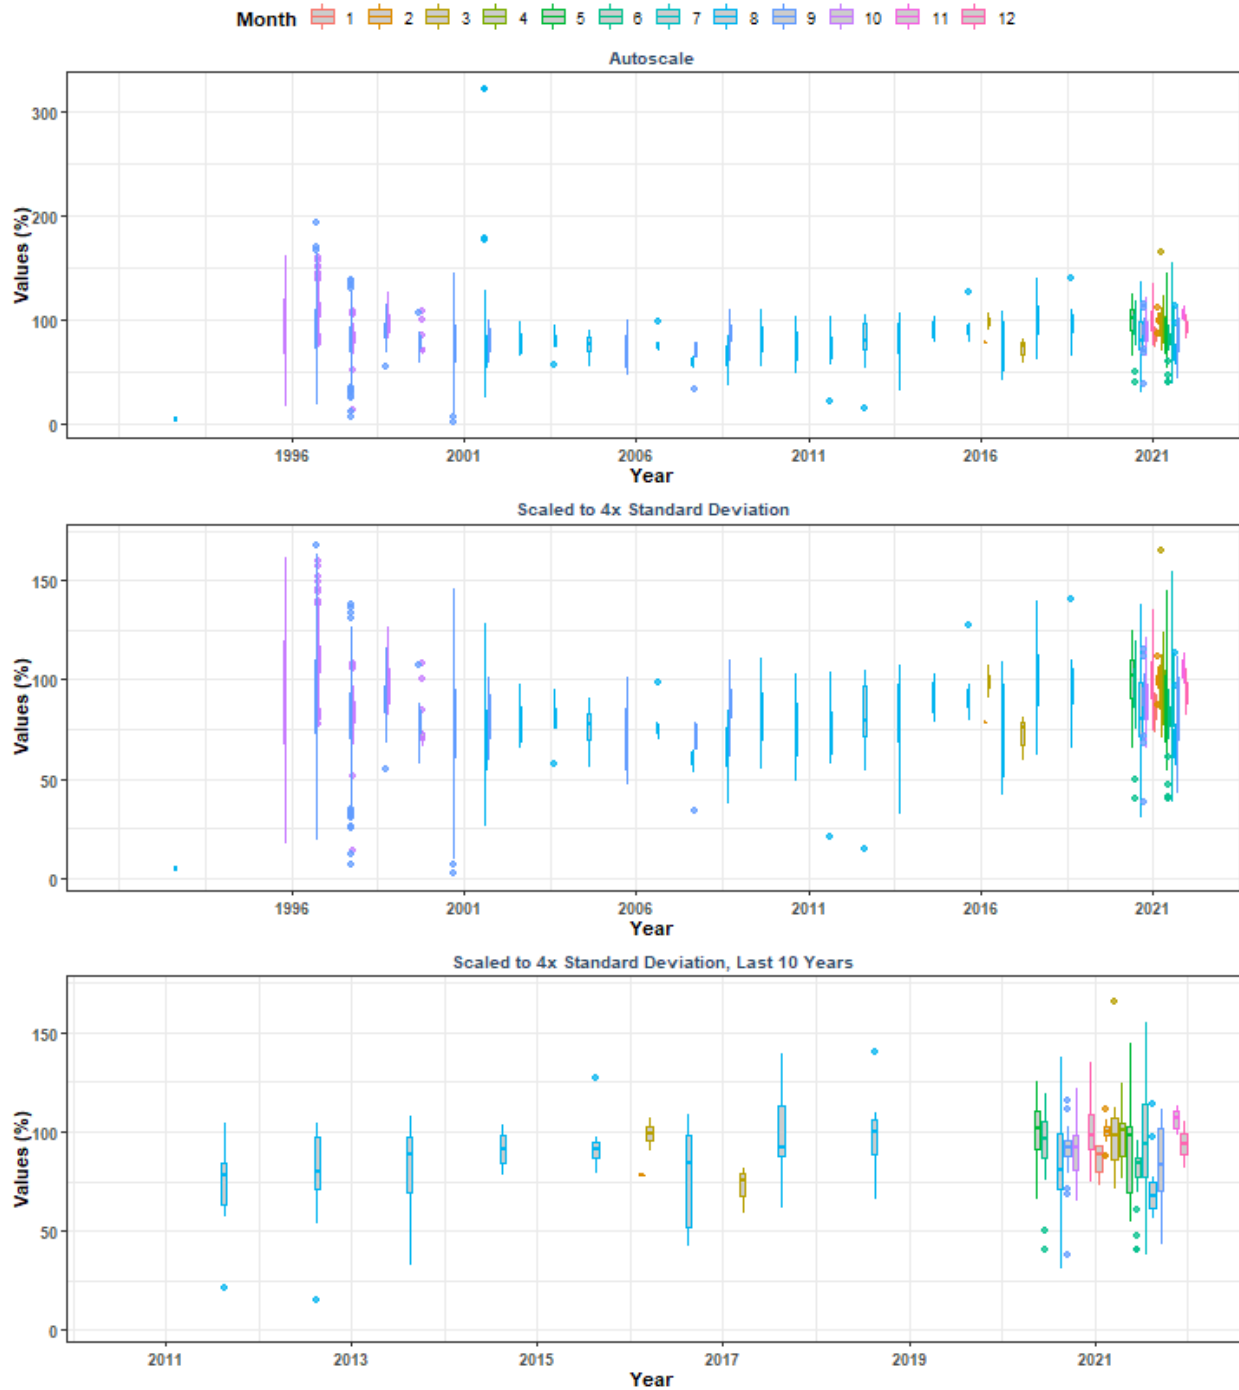 Month 1 2 3 4 5 6 7 8 9 10 11 12
Autoscale
Values (%)
300
200
100
0
1996 2001 2006 2011 2016 2021
Year
Scaled to 4x Standard Deviation
Values (%)
150
100
50
0
1996 2001 2006 2011 2016 2021
Year
Scaled to 4x Standard Deviation, Last 10 Years
Values (%)
150
100
50
0
2011 2013 2015 2017 2019 2021
Year